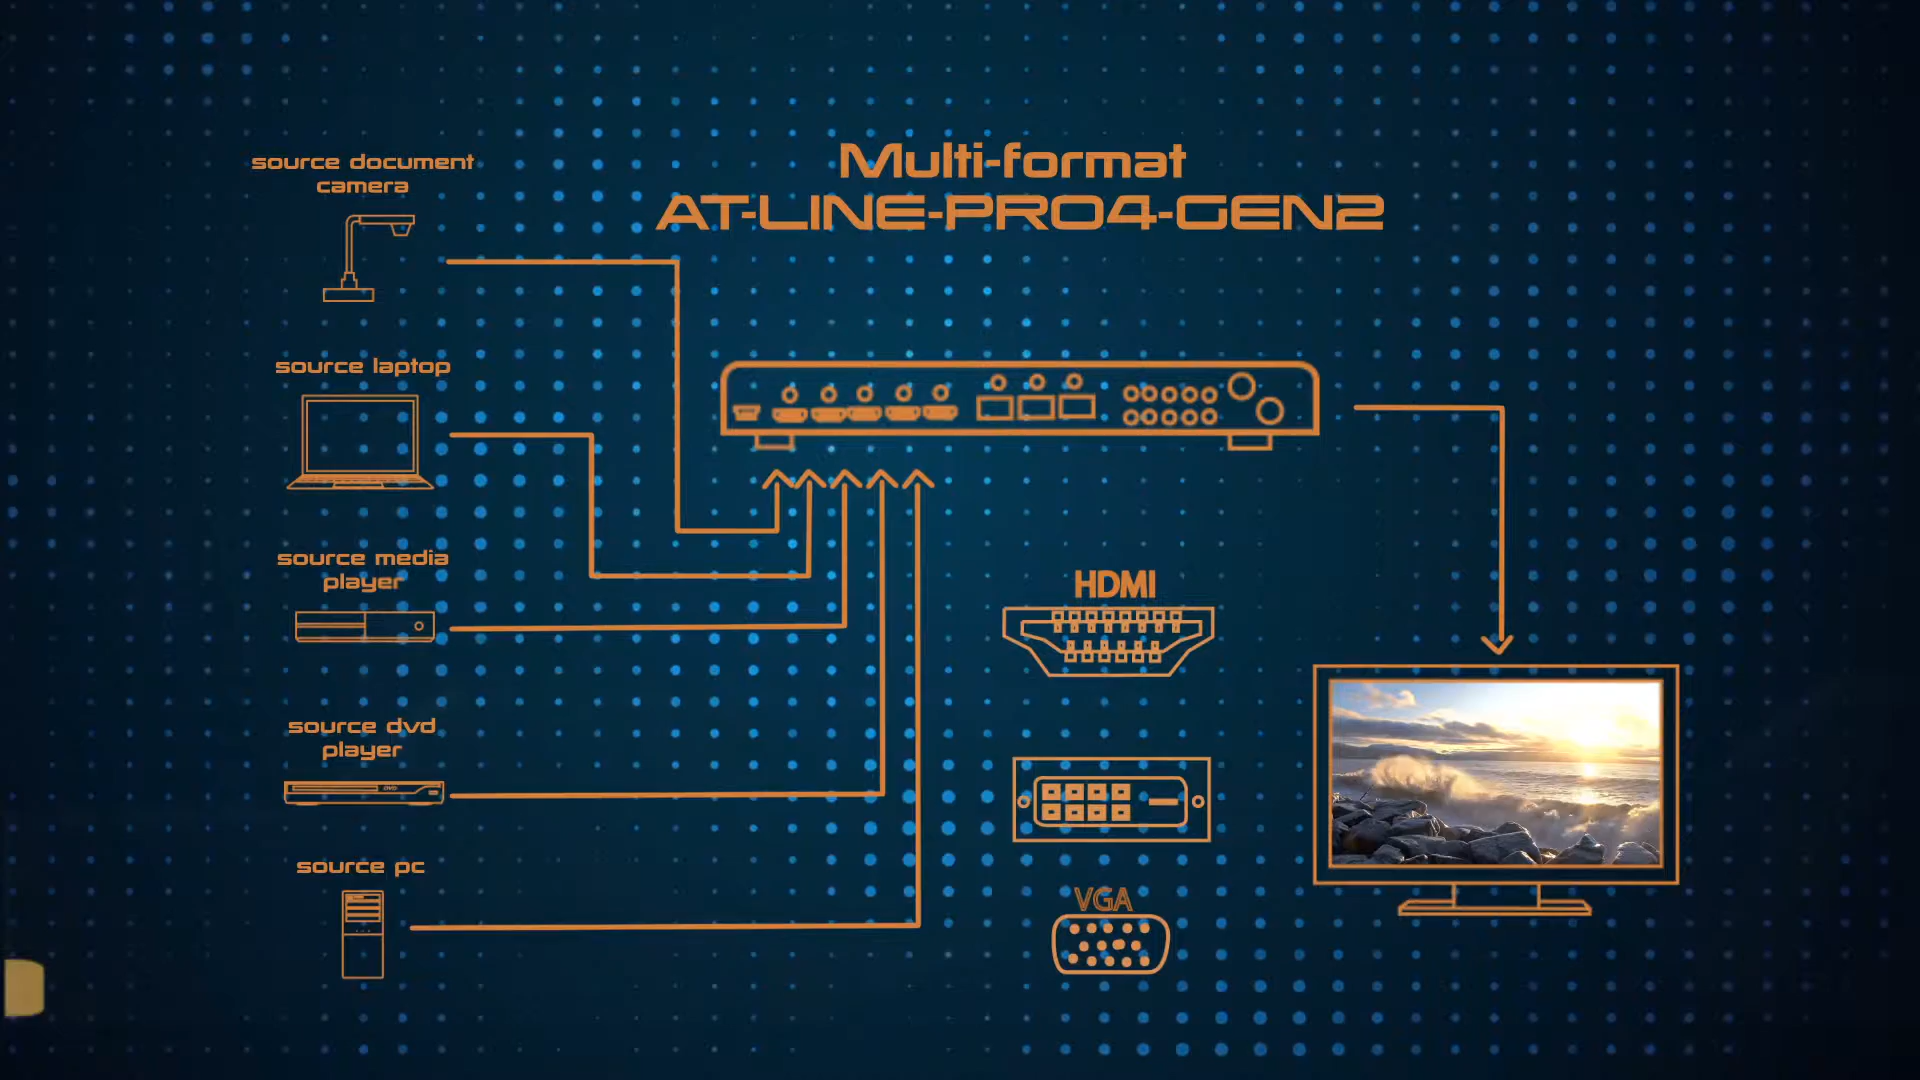 Multi-format
AT-LINE-PRO4-GEN2
source document
camera
source laptop
source media
player
source dvd
player
DVD
source pc
HDMI
VGA